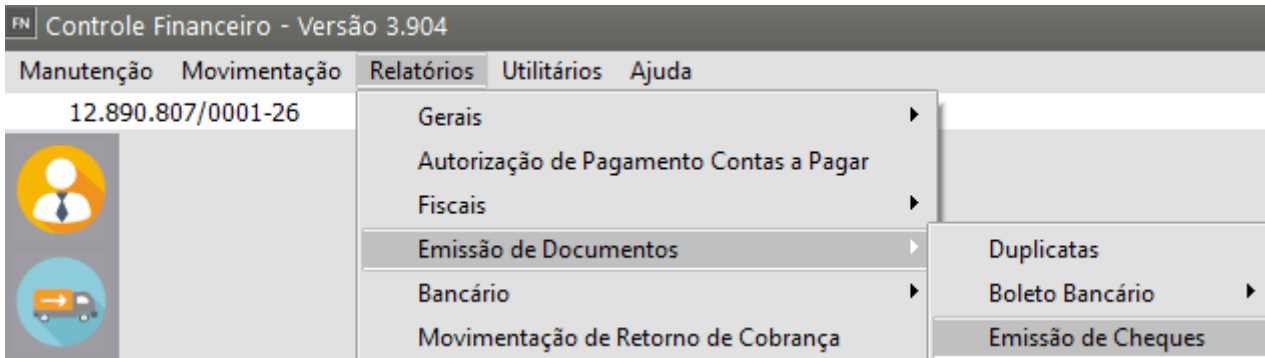 FN Controle Financeiro - Versão 3.904
Manutenção Movimentação Relatórios Utilitários Ajuda
12.890.807/0001-26
Gerais
Autorização de Pagamento Contas a Pagar
Fiscais
Emissão de Documentos
Bancário
Movimentação de Retorno de Cobrança
Duplicatas
Boleto Bancário
Emissão de Cheques